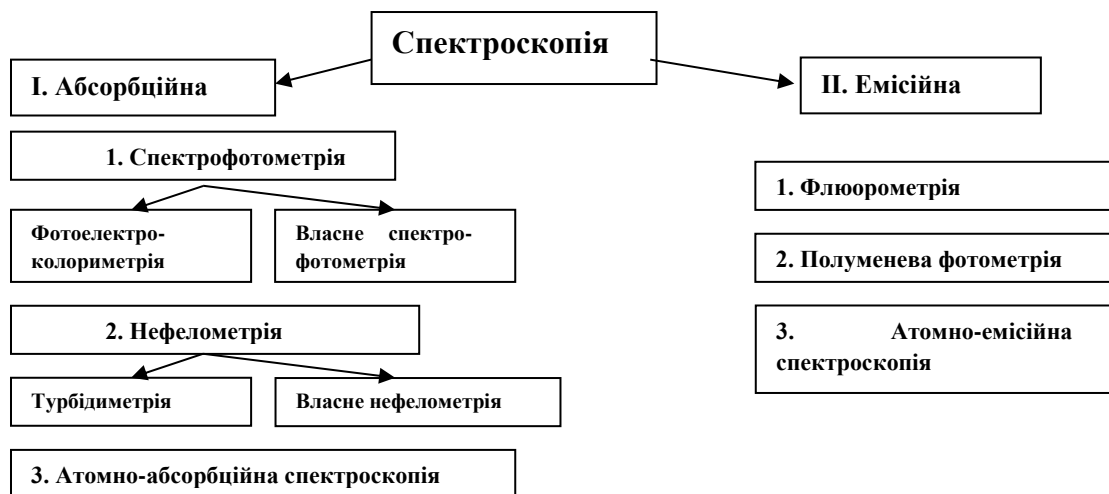 Спектроскопія
І. Абсорбційна
ІІ. Емісійна
1. Спектрофотометрія
Фотоелектро-
колориметрія
Власне спектро-
фотометрія
2. Нефелометрія
Турбідиметрія
Власне нефелометрія
3. Атомно-абсорбційна спектроскопія
1. Флюорометрія
2. Полуменева фотометрія
3. Атомно-емісійна
спектроскопія